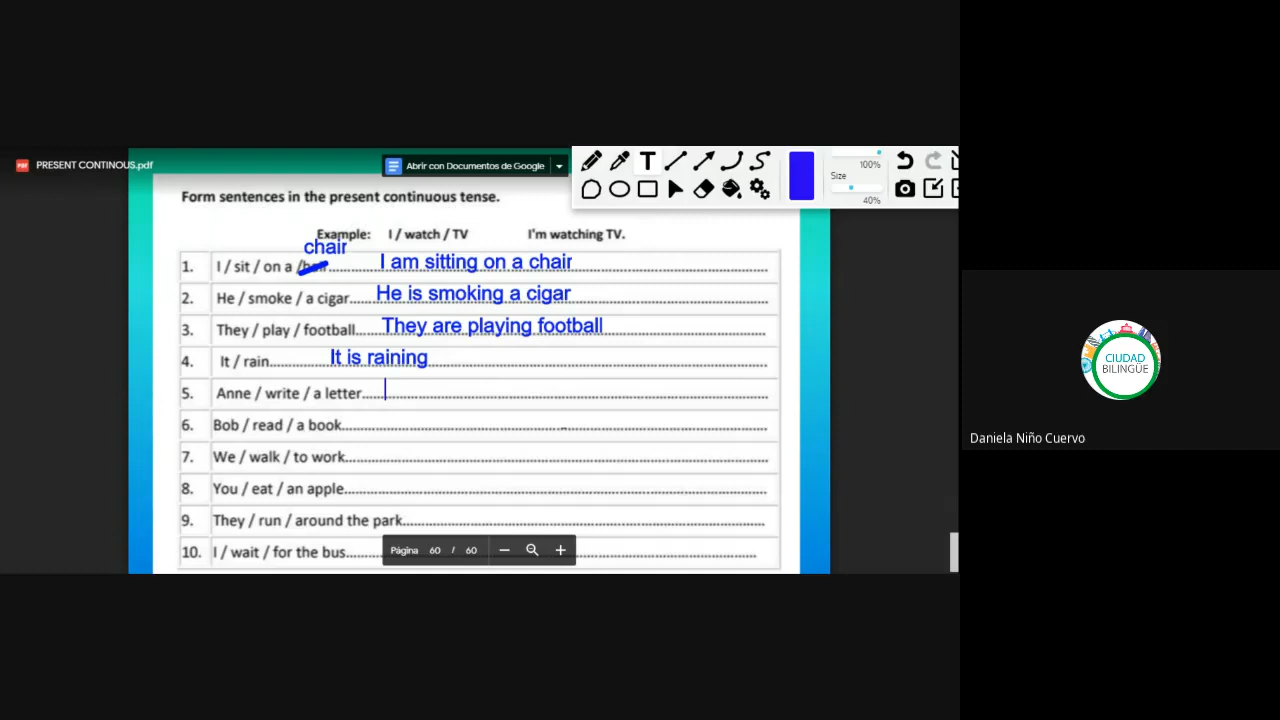 PRESENT CONTINOUS.pdf
Abrir con Documentos de Google
100%
Size
40%
Form sentences in the present continuous tense.
Example: I / watch / TV I'm watching TV.
chair
1. I / sit / on a / I am sitting on a chair
2. He / smoke / a cigar...... He is smoking a cigar
3. They / play / football...... They are playing football
4. It / rain...... It is raining
5. Anne / write / a letter......
6. Bob / read / a book......
7. We / walk / to work......
8. You / eat / an apple......
9. They / run / around the park......
10. I / wait / for the bus......
Página 60 / 60
CIUDAD
BILINGÜE
Daniela Niño Cuervo